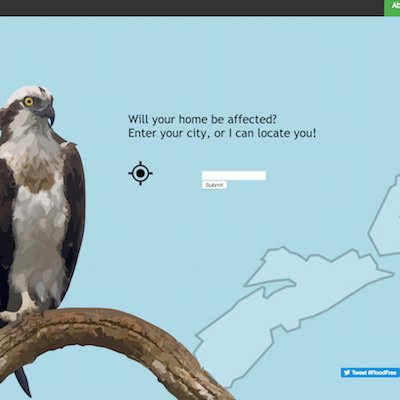 Ab
Will your home be affected?
Enter your city, or I can locate you!
Submit
Tweet #FloodFree